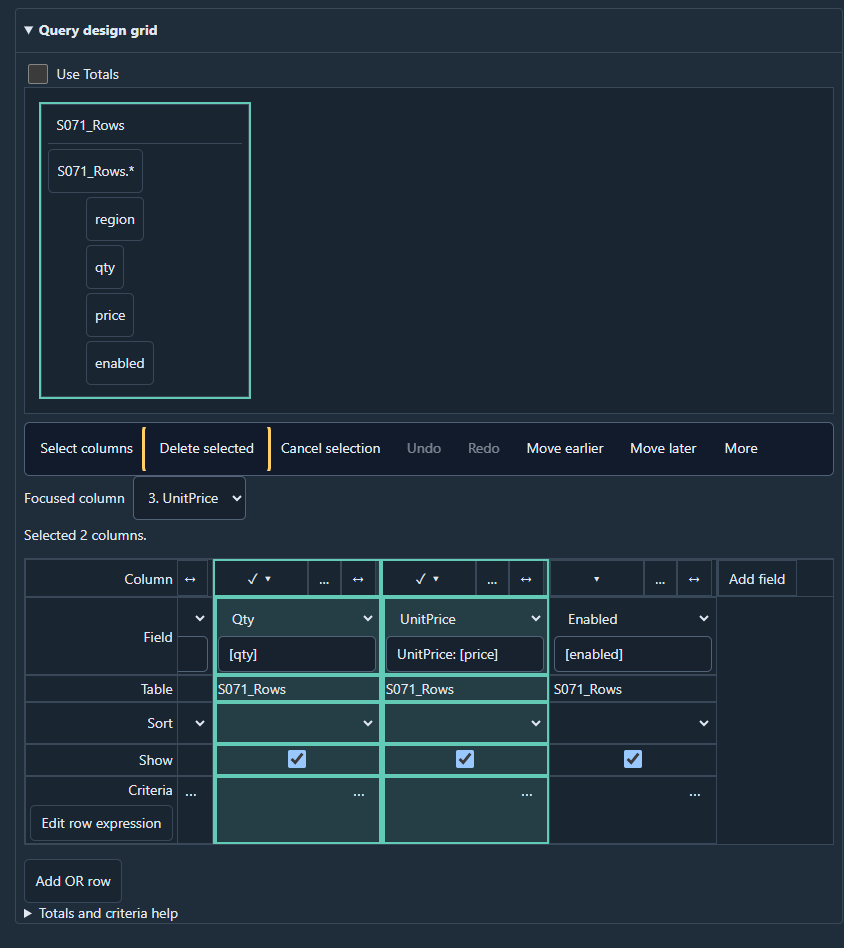 ▼ Query design grid
Use Totals
S071_Rows
S071_Rows.*
region
qty
price
enabled
Select columns Delete selected Cancel selection Undo Redo Move earlier Move later More
Focused column 3. UnitPrice
Selected 2 columns.
Column ↔ ✓ ▾ ... ↔ ✓ ▾ ... ↔ ▾ ... ↔ Add field
Qty UnitPrice Enabled
Field
[qty] UnitPrice: [price] [enabled]
Table S071_Rows S071_Rows S071_Rows
Sort
Show
Criteria ... ... ... ...
Edit row expression
Add OR row
▶ Totals and criteria help